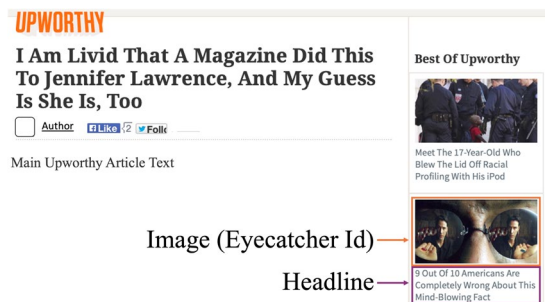 UPWORTHY
I Am Livid That A Magazine Did This
To Jennifer Lawrence, And My Guess
Is She Is, Too
Author
Like
2
Follo
Main Upworthy Article Text
Best Of Upworthy
Meet The 17-Year-Old Who
Blew The Lid Off Racial
Profiling With His iPod
Image (Eyecatcher Id)
Headline
9 Out Of 10 Americans Are
Completely Wrong About This
Mind-Blowing Fact